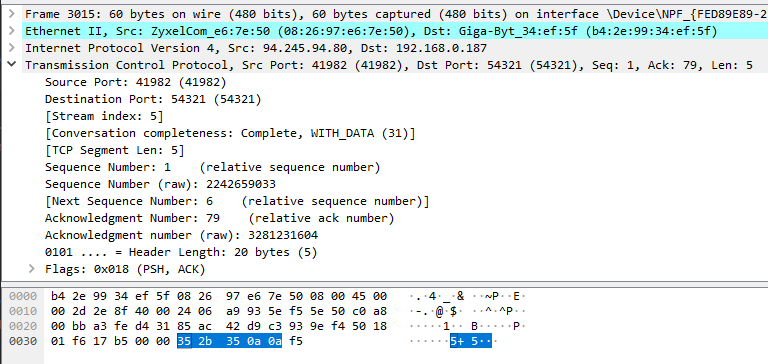 Frame 3015: 60 bytes on wire (480 bits), 60 bytes captured (480 bits) on interface \Device\NPF_{FED89E89-2
Ethernet II, Src: ZyxelCom_e6:7e:50 (08:26:97:e6:7e:50), Dst: Giga-Byt_34:ef:5f (b4:2e:99:34:ef:5f)
Internet Protocol Version 4, Src: 94.245.94.80, Dst: 192.168.0.187
Transmission Control Protocol, Src Port: 41982 (41982), Dst Port: 54321 (54321), Seq: 1, Ack: 79, Len: 5
Source Port: 41982 (41982)
Destination Port: 54321 (54321)
[Stream index: 5]
[Conversation completeness: Complete, WITH_DATA (31)]
[TCP Segment Len: 5]
Sequence Number: 1    (relative sequence number)
Sequence Number (raw): 2242659033
[Next Sequence Number: 6    (relative sequence number)]
Acknowledgment Number: 79    (relative ack number)
Acknowledgment number (raw): 3281231604
0101 .... = Header Length: 20 bytes (5)
Flags: 0x018 (PSH, ACK)
0000 b4 2e 99 34 ef 5f 08 26 97 e6 7e 50 08 00 45 00 ·.·4·_·& ··~P··E·
0010 00 2d 2e 8f 40 00 24 06 a9 93 5e f5 5e 50 c0 a8 ·-.·@·$· ··^·^P··
0020 00 bb a3 fe d4 31 85 ac 42 d9 c3 93 9e f4 50 18 ·····1·· B·····P·
0030 01 f6 17 b5 00 00 35 2b 35 0a 0a f5 ······5+ 5···